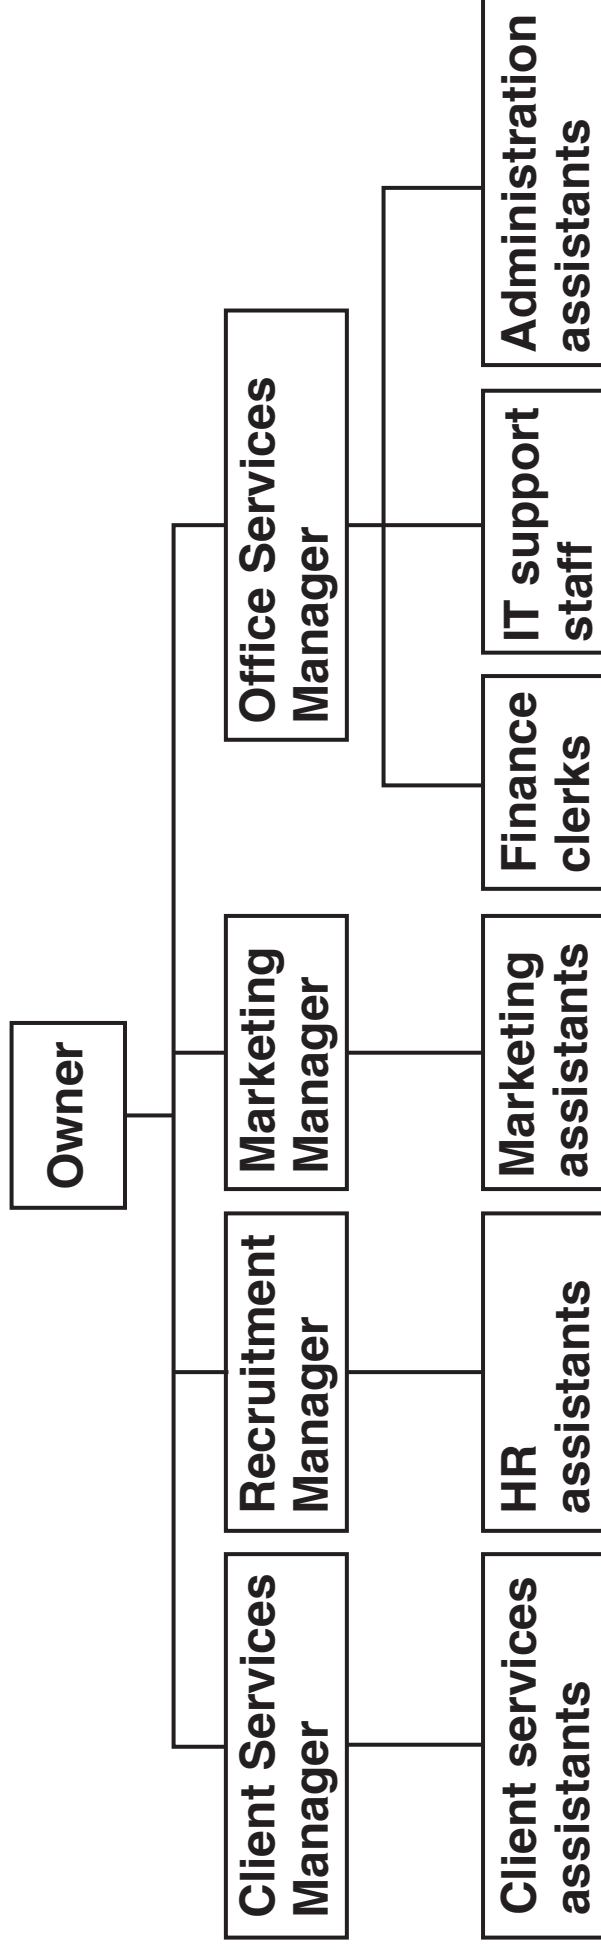 Owner
Client Services
Manager
Recruitment
Manager
Marketing
Manager
Office Services
Manager
Client services
assistants
HR
assistants
Marketing
assistants
Finance
clerks
IT support
staff
Administration
assistants